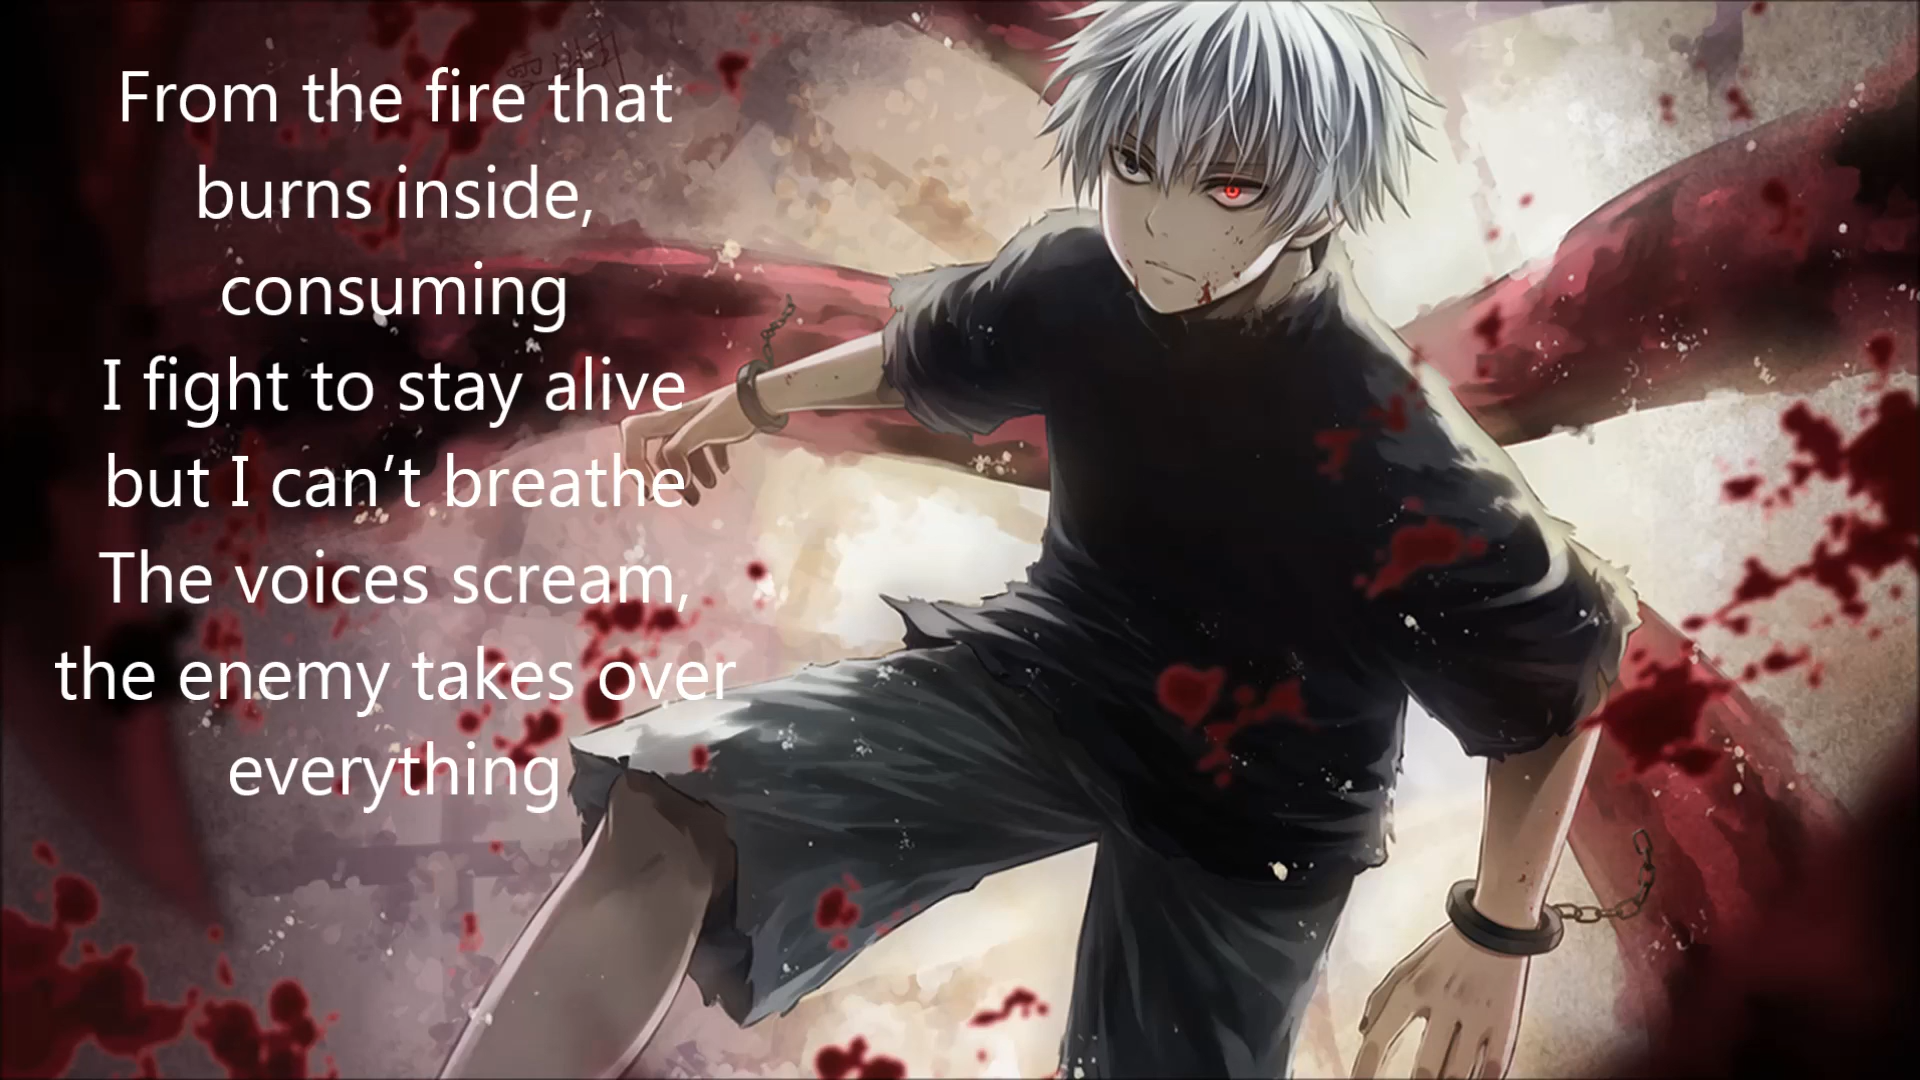 From the fire that
burns inside,
consuming
I fight to stay alive
but I can’t breathe
The voices scream,
the enemy takes over
everything